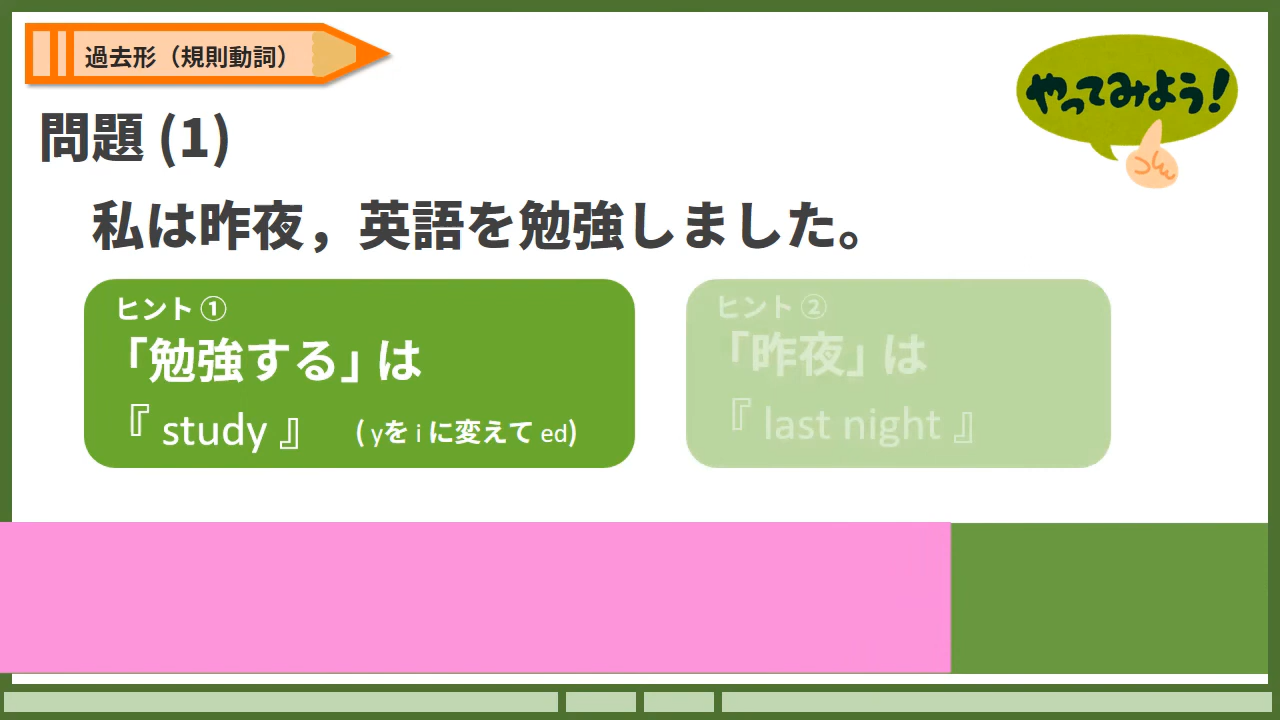 過去形（規則動詞）
やってみよう！
問題 (1)
私は昨夜，英語を勉強しました。
ヒント ①
「勉強する」は
『 study 』 ( yを i に変えて ed)
ヒント ②
「昨夜」は
『 last night 』